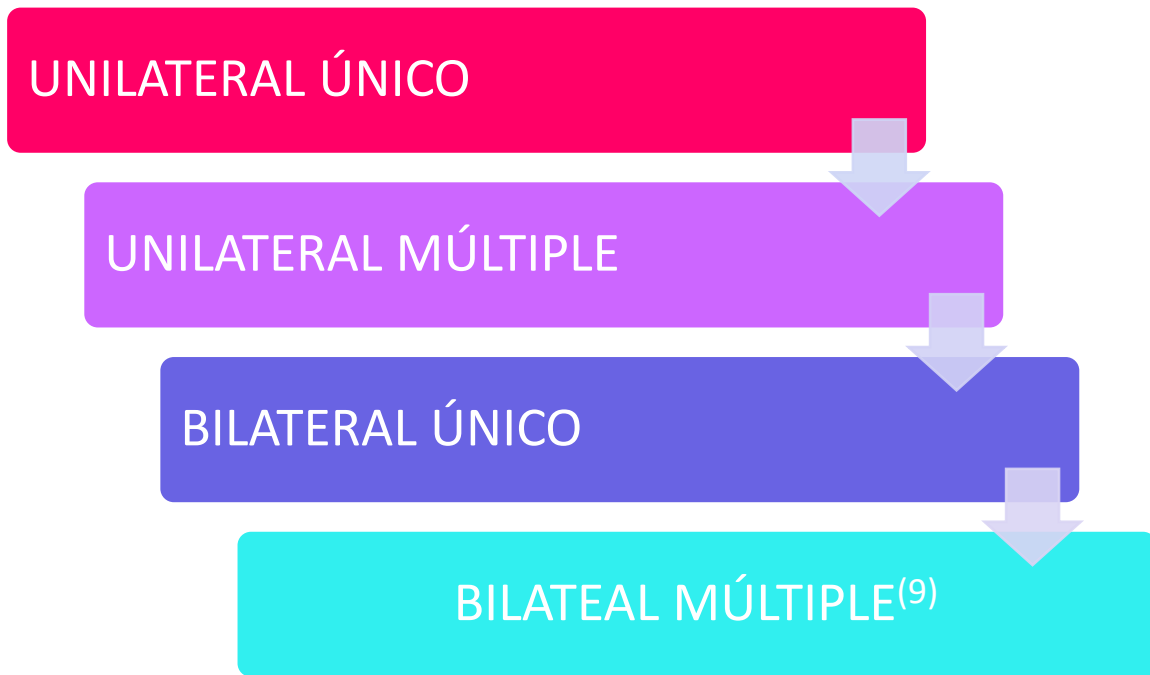 UNILATERAL ÚNICO
UNILATERAL MÚLTIPLE
BILATERAL ÚNICO
BILATEAL MÚLTIPLE(9)